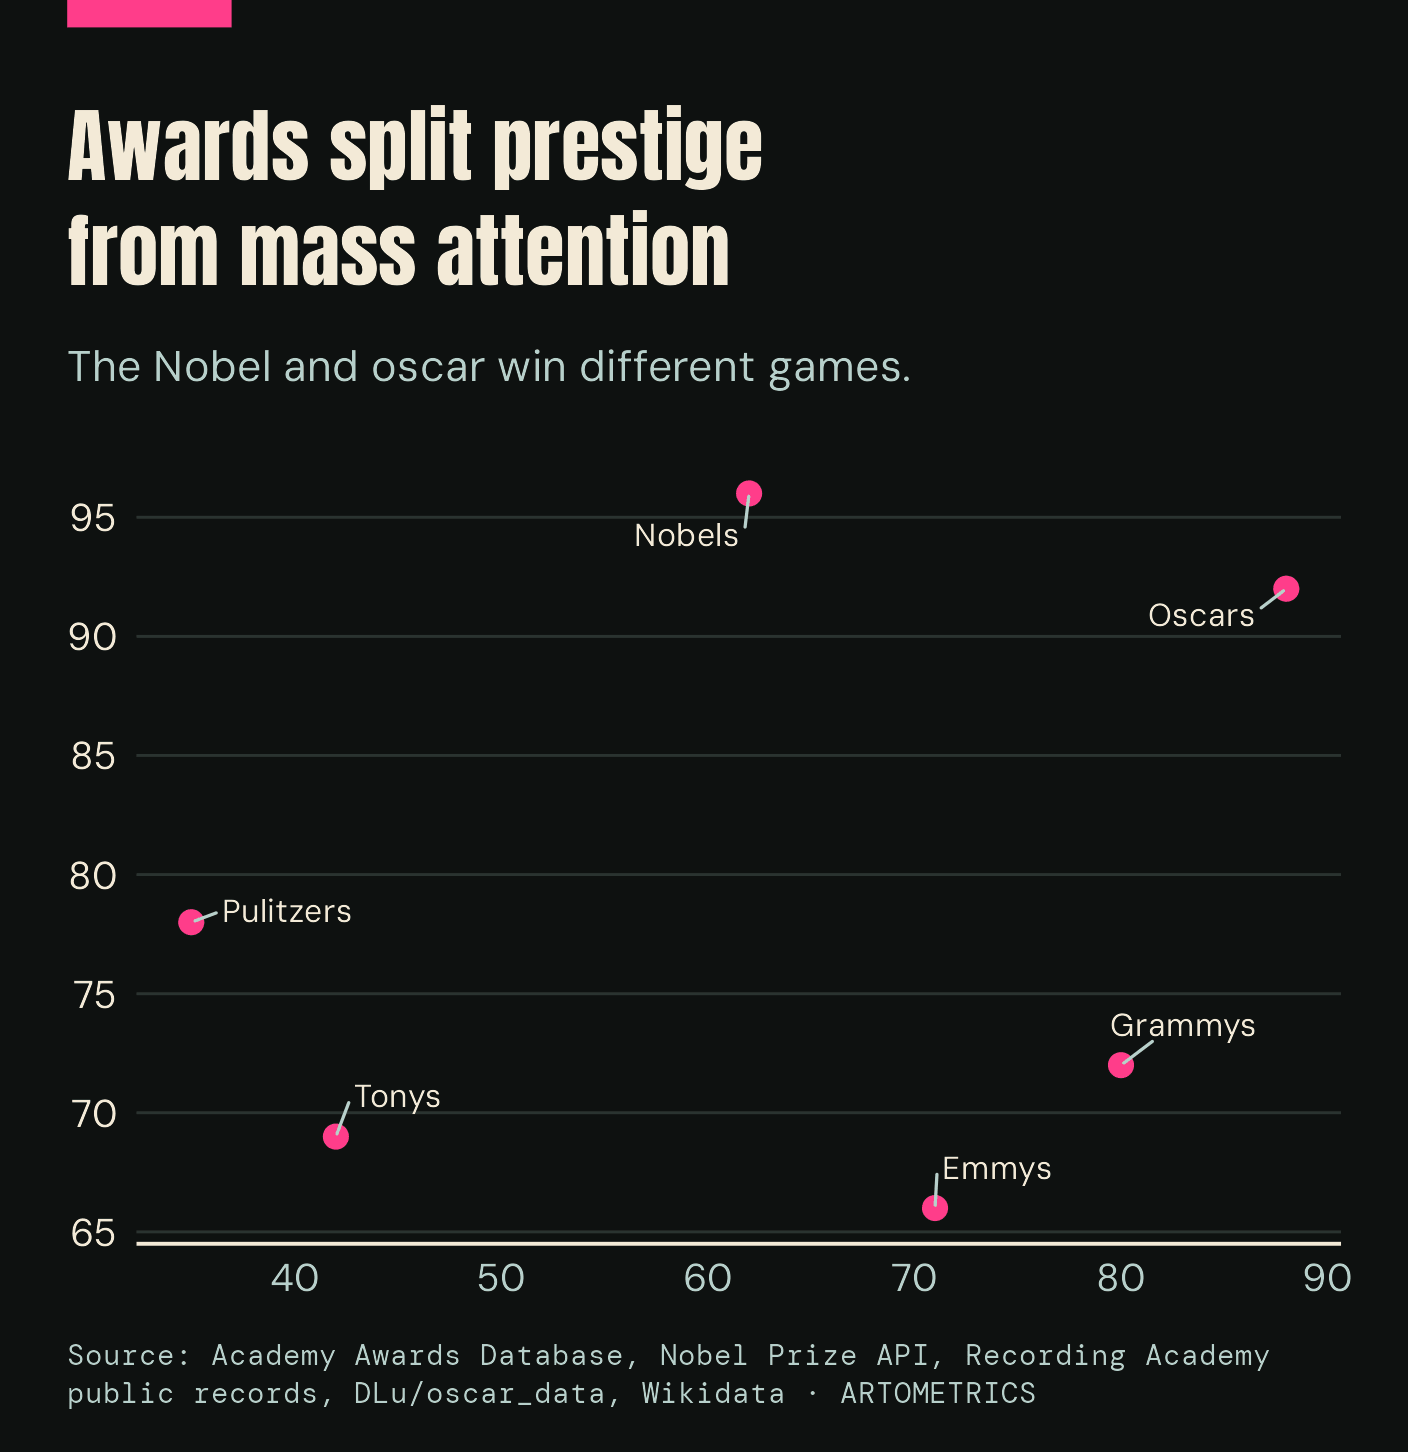 Awards split prestige
from mass attention
The Nobel and oscar win different games.
95
Nobels
Oscars
90
85
80
Pulitzers
75
Grammys
Tonys
70
Emmys
65
40 50 60 70 80 90
Source: Academy Awards Database, Nobel Prize API, Recording Academy
public records, DLu/oscar_data, Wikidata · ARTOMETRICS